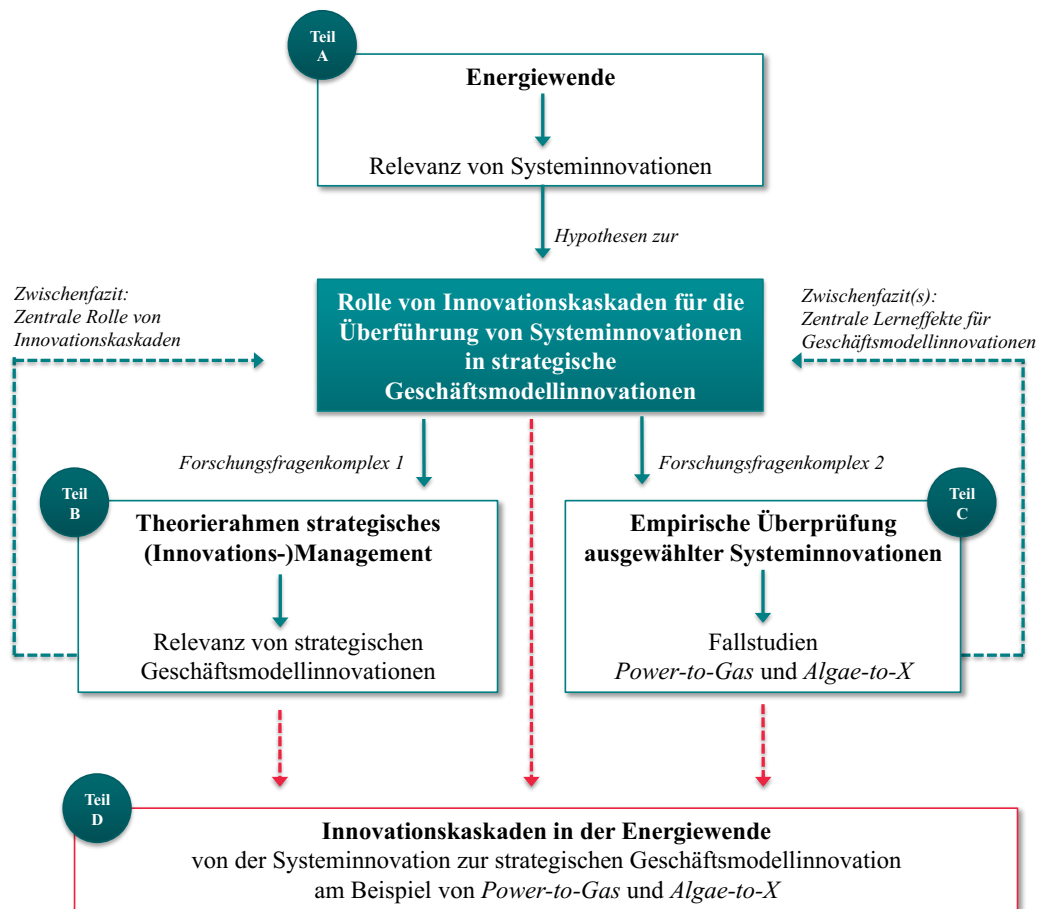 Teil
A
Energiewende
Relevanz von Systeminnovationen
Hypothesen zur
Zwischenfazit:
Zentrale Rolle von
Innovationskaskaden
Rolle von Innovationskaskaden für die
Überführung von Systeminnovationen
in strategische
Geschäftsmodellinnovationen
Zwischenfazit(s):
Zentrale Lerneffekte für
Geschäftsmodellinnovationen
Forschungsfragenkomplex 1
Forschungsfragenkomplex 2
Teil
B
Theorierahmen strategisches
(Innovations-)Management
Relevanz von strategischen
Geschäftsmodellinnovationen
Teil
C
Empirische Überprüfung
ausgewählter Systeminnovationen
Fallstudien
Power-to-Gas und Algae-to-X
Teil
D
Innovationskaskaden in der Energiewende
von der Systeminnovation zur strategischen Geschäftsmodellinnovation
am Beispiel von Power-to-Gas und Algae-to-X